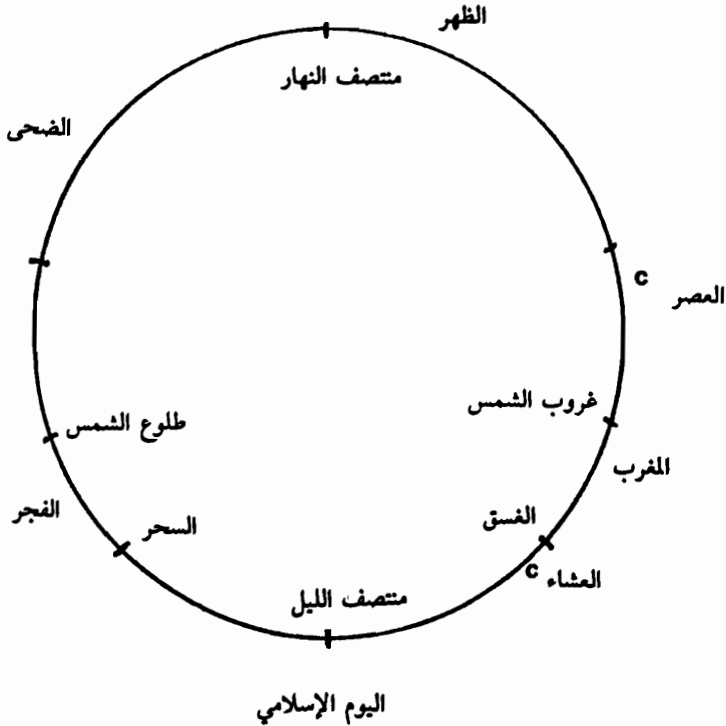 الظهر
منتصف النهار
الضحى
c
العصر
غروب الشمس
طلوع الشمس
المغرب
الفجر
الغسق
السحر
c
العشاء
منتصف الليل
اليوم الإسلامي